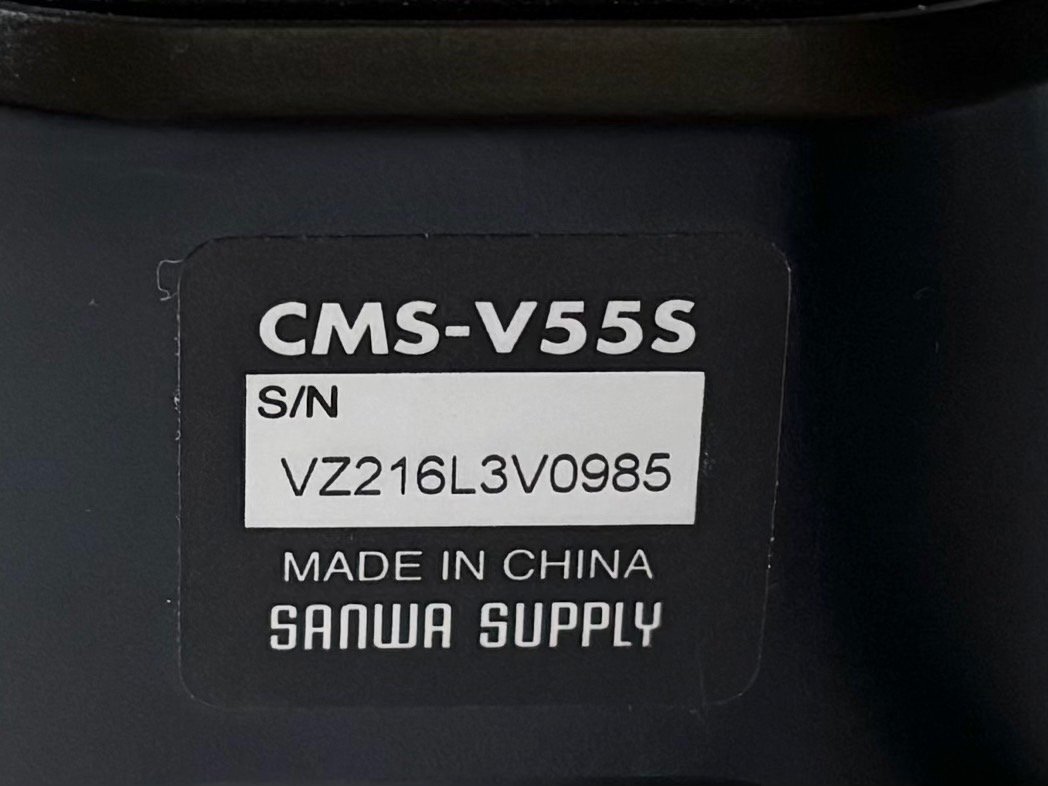 CMS-V55S
S/N
VZ216L3V0985
MADE IN CHINA
SANWA SUPPLY